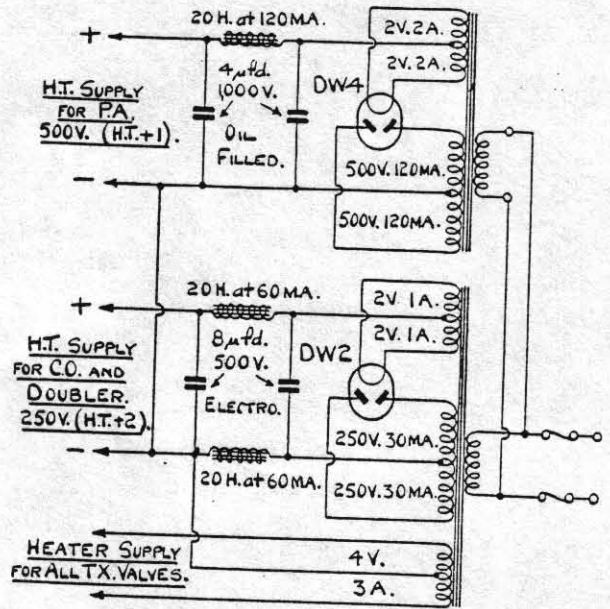 20 H. at 120 MA.
2V. 2A.
2V. 2A.
+
4 μfd.
1,000V.
DW4
H.T. SUPPLY
FOR P.A.
500V. (H.T.+1).
OIL
FILLED.
500V. 120MA.
−
500V. 120MA.
20 H. at 60 MA.
2V. 1A.
+
2V. 1A.
8 μfd.
500V.
DW2
H.T. SUPPLY
FOR C.O. AND
DOUBLER.
250V. (H.T.+2).
ELECTRO.
250V. 30MA.
−
20 H. at 60 MA.
250V. 30MA.
HEATER SUPPLY
FOR ALL TX. VALVES.
4V.
3A.